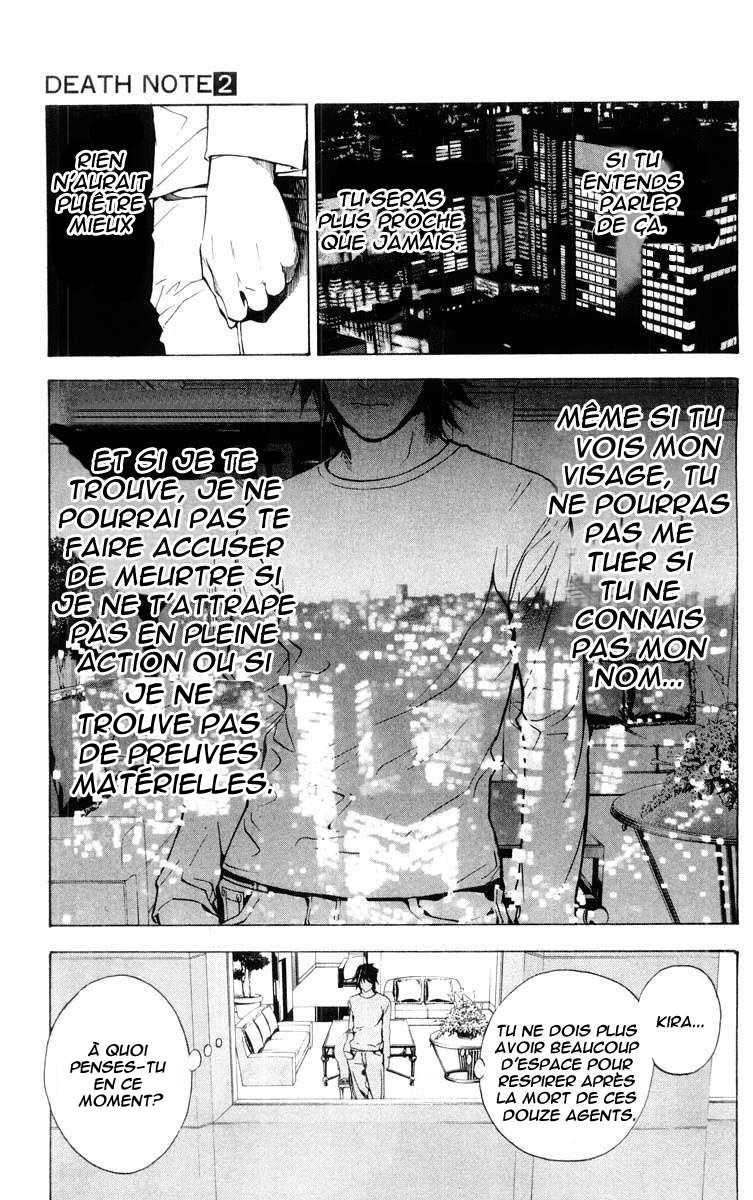 DEATH NOTE 2
SI TU
ENTENDS
PARLER
DE ÇA,
TU SERAS
PLUS PROCHE
QUE JAMAIS.
RIEN
N'AURAIT
PU ÊTRE
MIEUX
MÊME SI TU
VOIS MON
VISAGE, TU
NE POURRAS
PAS ME
TUER SI
TU NE
CONNAIS
PAS MON
NOM...
ET SI JE TE
TROUVE, JE NE
POURRAI PAS TE
FAIRE ACCUSER
DE MEURTRE SI
JE NE T'ATTRAPE
PAS EN PLEINE
ACTION OU SI
JE NE
TROUVE PAS
DE PREUVES
MATÉRIELLES.
KIRA...
TU NE DOIS PLUS
AVOIR BEAUCOUP
D'ESPACE POUR
RESPIRER APRÈS
LA MORT DE CES
DOUZE AGENTS.
À QUOI
PENSES-TU
EN CE
MOMENT?